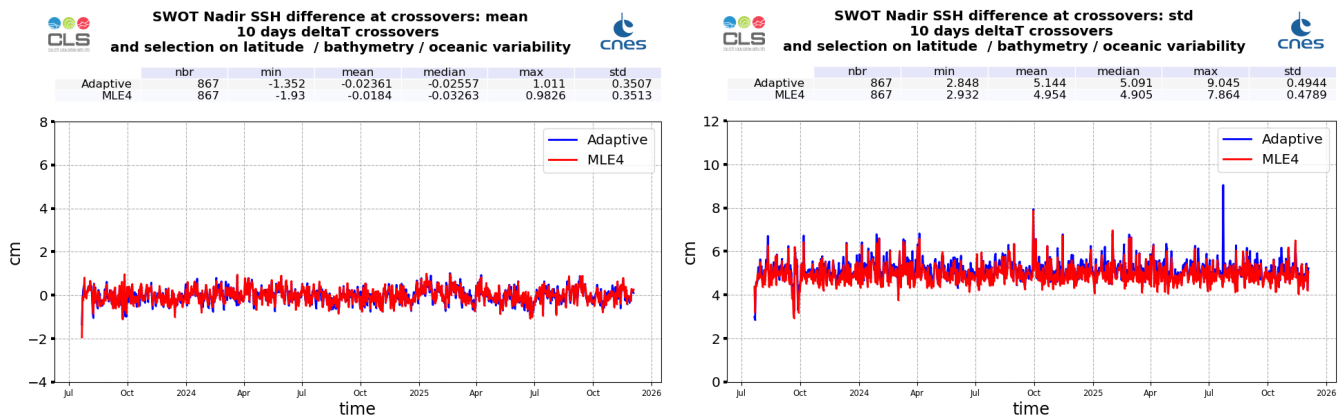 CLS
SWOT Nadir SSH difference at crossovers: mean
10 days deltaT crossovers
and selection on latitude / bathymetry / oceanic variability
cnes
nbr min mean median max std
Adaptive 867 -1.352 -0.02361 -0.02557 1.011 0.3507
MLE4 867 -1.93 -0.0184 -0.03263 0.9826 0.3513
8
6
4
2
0
−2
−4
cm
Adaptive
MLE4
Jul Oct 2024 Apr Jul Oct 2025 Apr Jul Oct 2026
time
CLS
SWOT Nadir SSH difference at crossovers: std
10 days deltaT crossovers
and selection on latitude / bathymetry / oceanic variability
cnes
nbr min mean median max std
Adaptive 867 2.848 5.144 5.091 9.045 0.4944
MLE4 867 2.932 4.954 4.905 7.864 0.4789
12
10
8
6
4
2
0
cm
Adaptive
MLE4
Jul Oct 2024 Apr Jul Oct 2025 Apr Jul Oct 2026
time